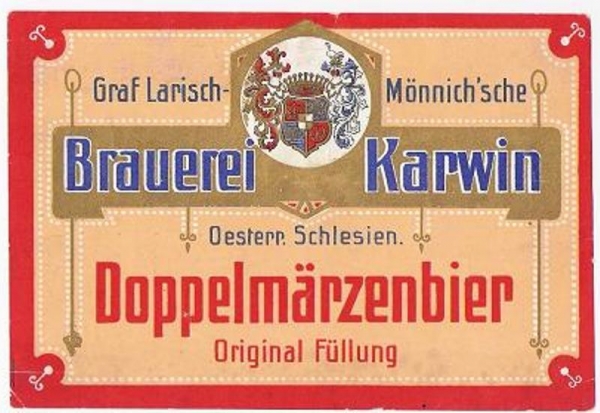 Graf Larisch- Mönnich'sche
Brauerei Karwin
Oesterr. Schlesien.
Doppelmärzenbier
Original Füllung